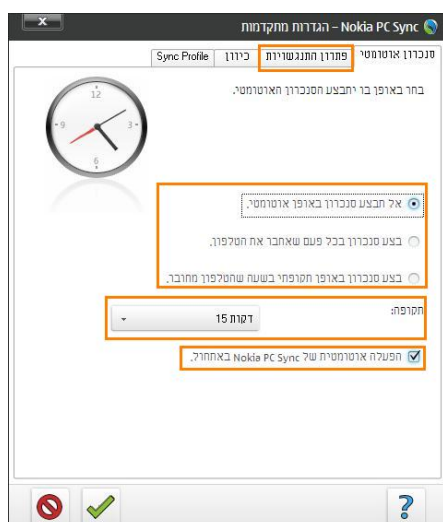 Nokia PC Sync – הגדרות מתקדמות
סנכרון אוטומטי פתרון התנגשויות כיוון Sync Profile
בחר באופן בו יתבצע הסנכרון האוטומטי.
12
9 3
6
אל תבצע סנכרון באופן אוטומטי.
בצע סנכרון בכל פעם שאחבר את הטלפון.
בצע סנכרון באופן תקופתי בשעה שהטלפון מחובר.
תקופה:
15 דקות
הפעלה אוטומטית של Nokia PC Sync באתחול.
?